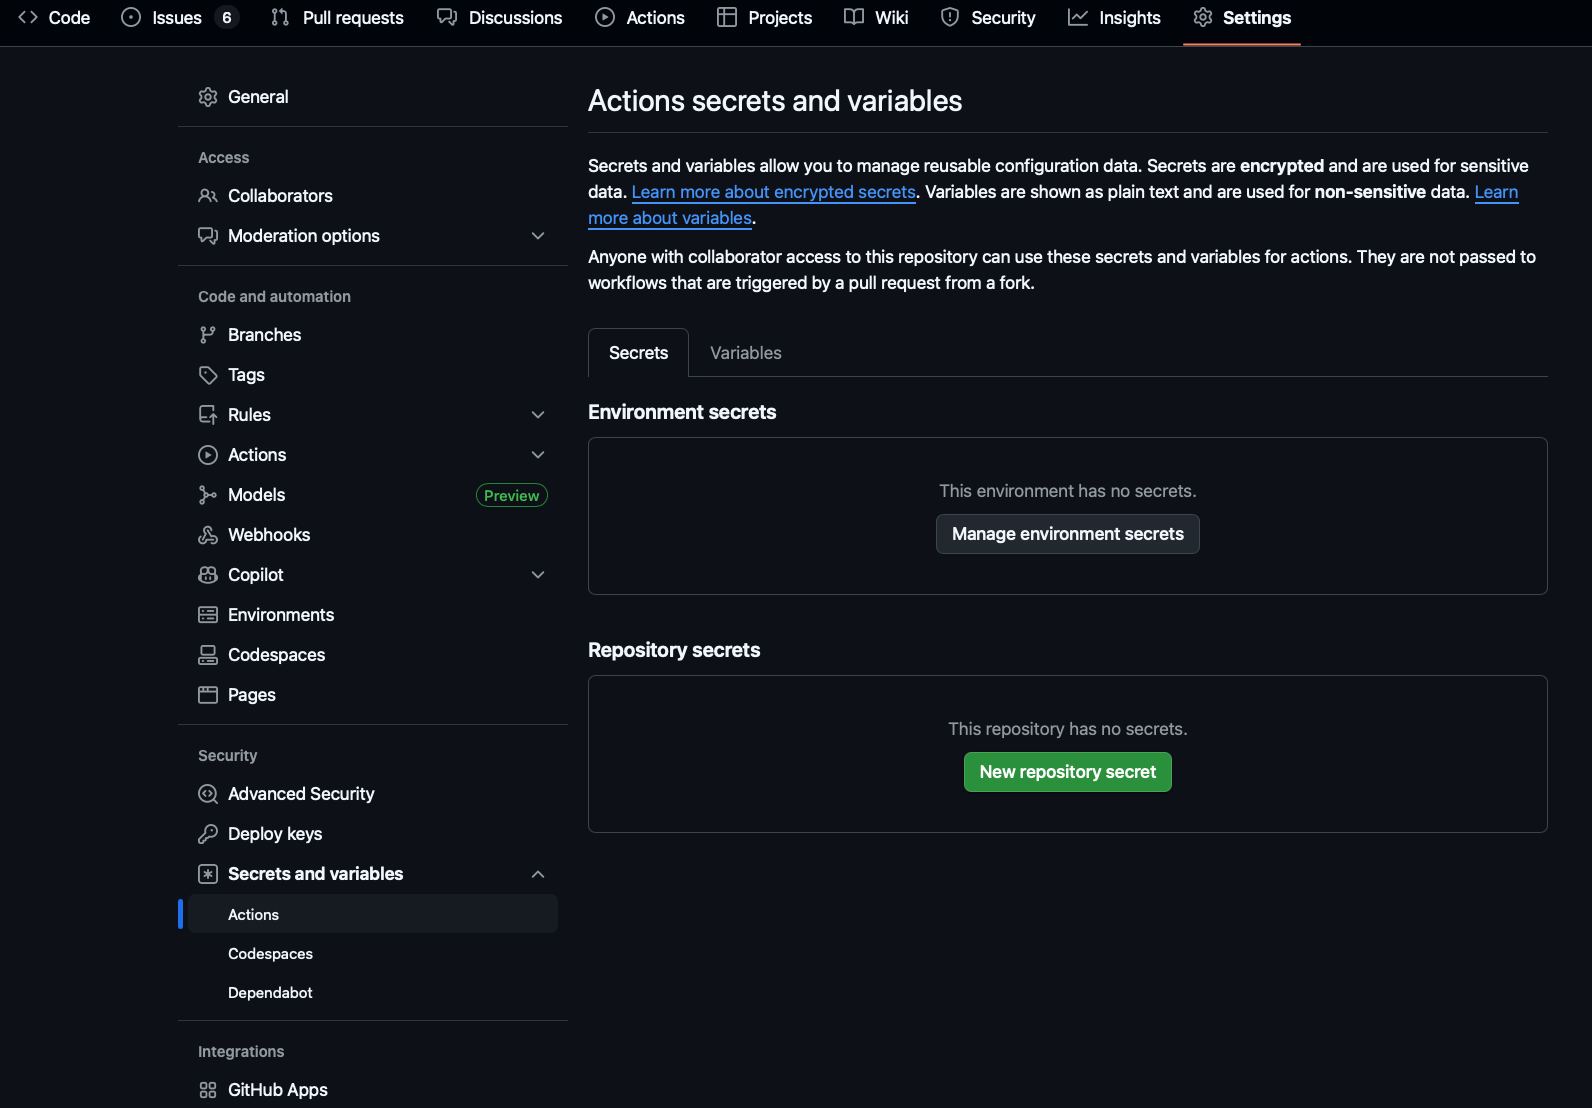 Code
Issues 6
Pull requests
Discussions
Actions
Projects
Wiki
Security
Insights
Settings
General
Access
Collaborators
Moderation options
Code and automation
Branches
Tags
Rules
Actions
Models Preview
Webhooks
Copilot
Environments
Codespaces
Pages
Security
Advanced Security
Deploy keys
Secrets and variables
Actions
Codespaces
Dependabot
Integrations
GitHub Apps
Actions secrets and variables
Secrets and variables allow you to manage reusable configuration data. Secrets are encrypted and are used for sensitive
data. Learn more about encrypted secrets. Variables are shown as plain text and are used for non-sensitive data. Learn
more about variables.
Anyone with collaborator access to this repository can use these secrets and variables for actions. They are not passed to
workflows that are triggered by a pull request from a fork.
Secrets
Variables
Environment secrets
This environment has no secrets.
Manage environment secrets
Repository secrets
This repository has no secrets.
New repository secret